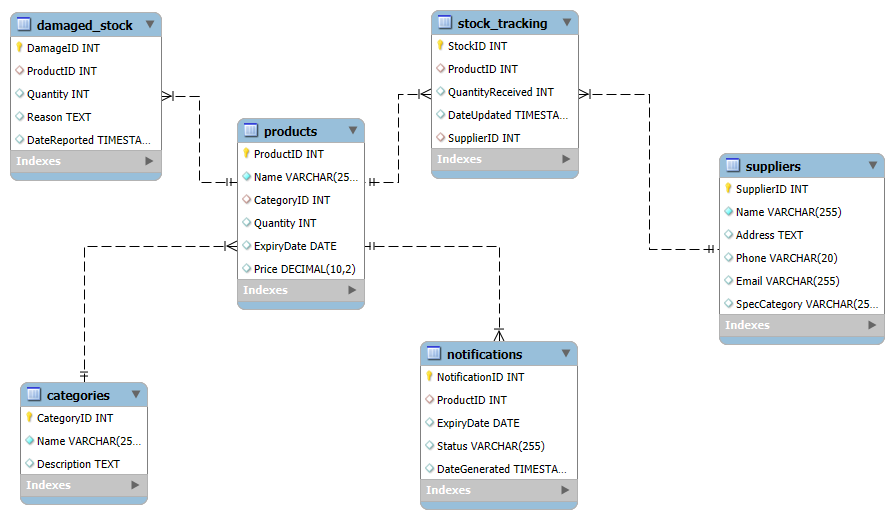 damaged_stock
DamageID INT
ProductID INT
Quantity INT
Reason TEXT
DateReported TIMESTA...
Indexes
stock_tracking
StockID INT
ProductID INT
QuantityReceived INT
DateUpdated TIMESTA...
SupplierID INT
Indexes
products
ProductID INT
Name VARCHAR(25...
CategoryID INT
Quantity INT
ExpiryDate DATE
Price DECIMAL(10,2)
Indexes
suppliers
SupplierID INT
Name VARCHAR(255)
Address TEXT
Phone VARCHAR(20)
Email VARCHAR(255)
SpecCategory VARCHAR(25...
Indexes
categories
CategoryID INT
Name VARCHAR(25...
Description TEXT
Indexes
notifications
NotificationID INT
ProductID INT
ExpiryDate DATE
Status VARCHAR(255)
DateGenerated TIMESTA...
Indexes